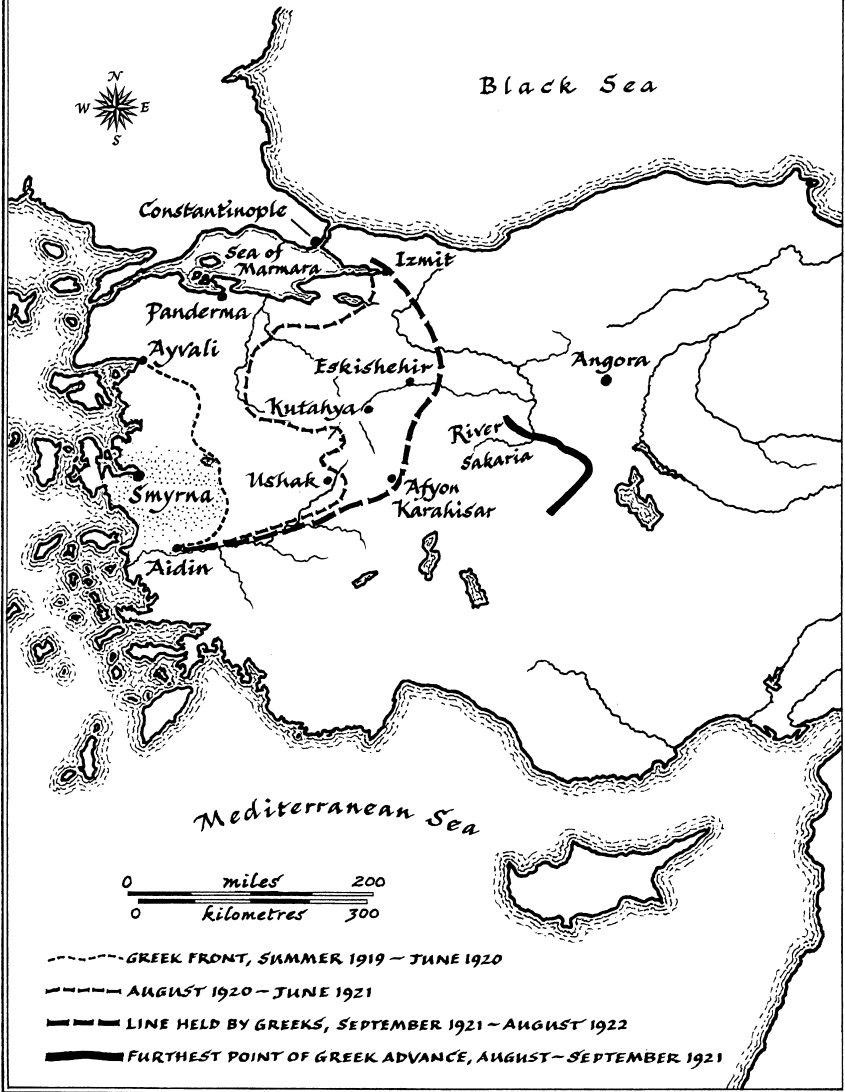 N
W E
S
Black Sea
Constantinople
Sea of
Marmara
Izmit
Panderma
Ayvali
Eskishehir
Angora
Kutahya
River
Sakaria
Ushak
Smyrna
Afyon
Karahisar
Aidin
Mediterranean Sea
0 miles 200
0 kilometres 300
GREEK FRONT, SUMMER 1919 – JUNE 1920
AUGUST 1920 – JUNE 1921
LINE HELD BY GREEKS, SEPTEMBER 1921 – AUGUST 1922
FURTHEST POINT OF GREEK ADVANCE, AUGUST – SEPTEMBER 1921